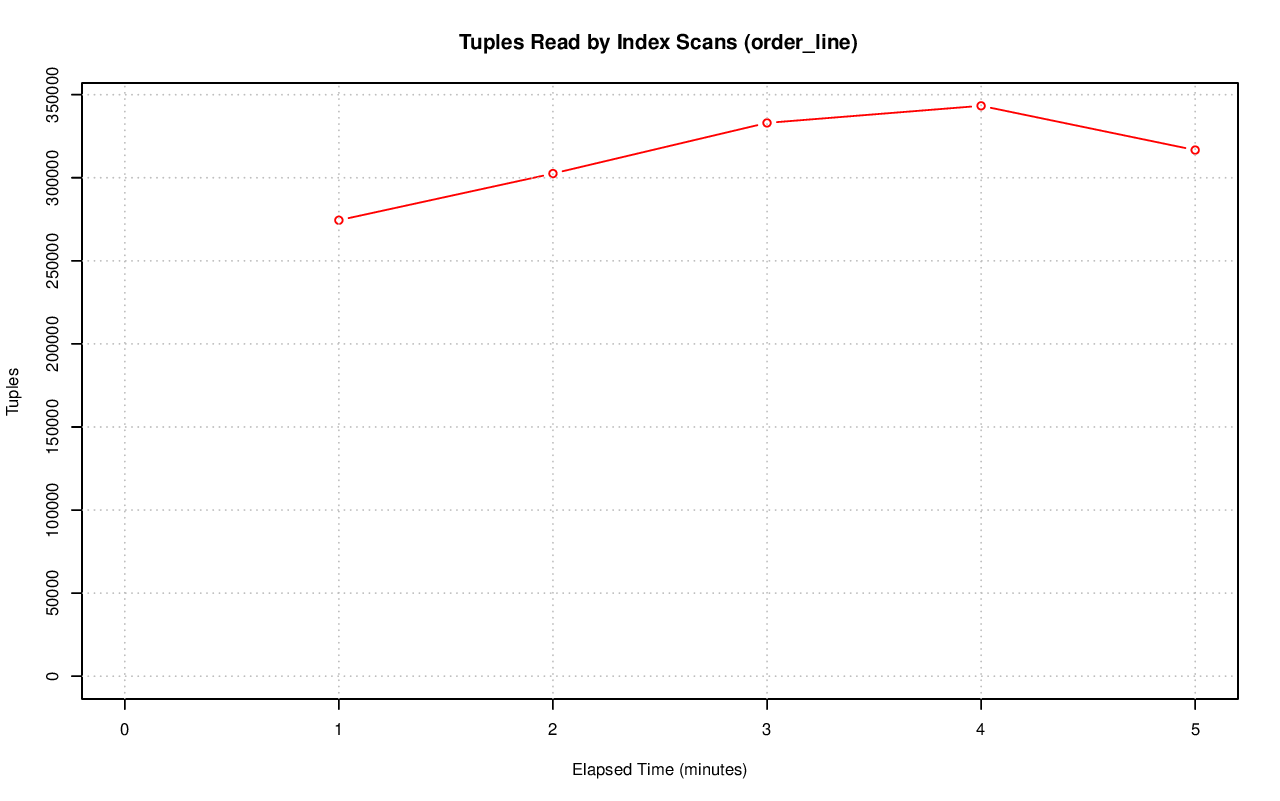 Tuples Read by Index Scans (order_line)
Tuples
350000
300000
250000
200000
150000
100000
50000
0
0 1 2 3 4 5
Elapsed Time (minutes)